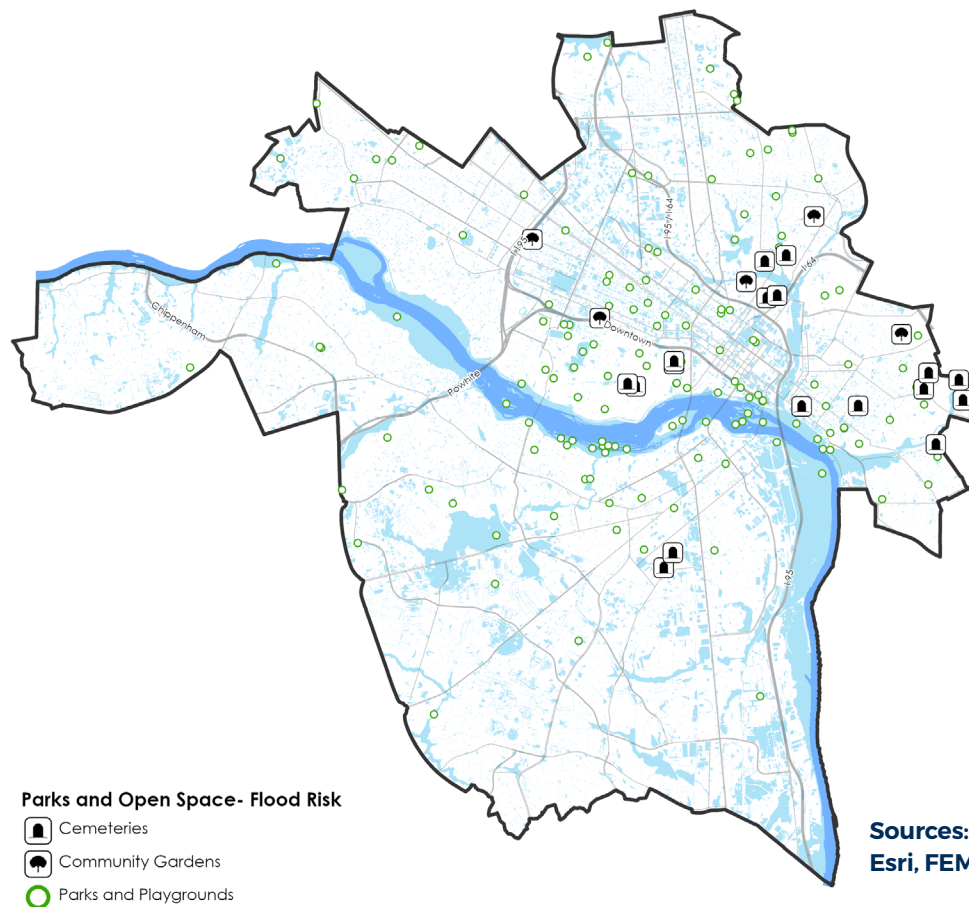 I-95 / I-64
I-95
I-64
Chippenham
Downtown
Powhite
I-95
Parks and Open Space- Flood Risk
Cemeteries
Community Gardens
Parks and Playgrounds
Sources:
Esri, FEM